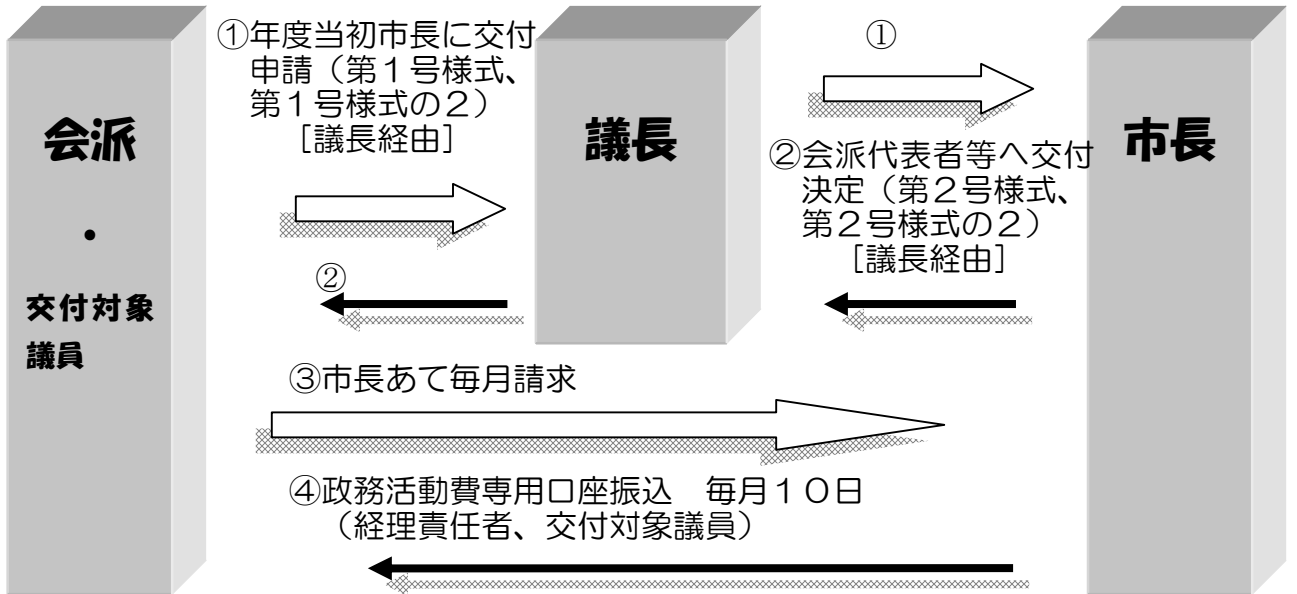 会派
・
交付対象
議員
①年度当初市長に交付
申請（第１号様式、
第１号様式の２）
［議長経由］
②
議長
①
②会派代表者等へ交付
決定（第２号様式、
第２号様式の２）
［議長経由］
市長
③市長あて毎月請求
④政務活動費専用口座振込　毎月１０日
（経理責任者、交付対象議員）